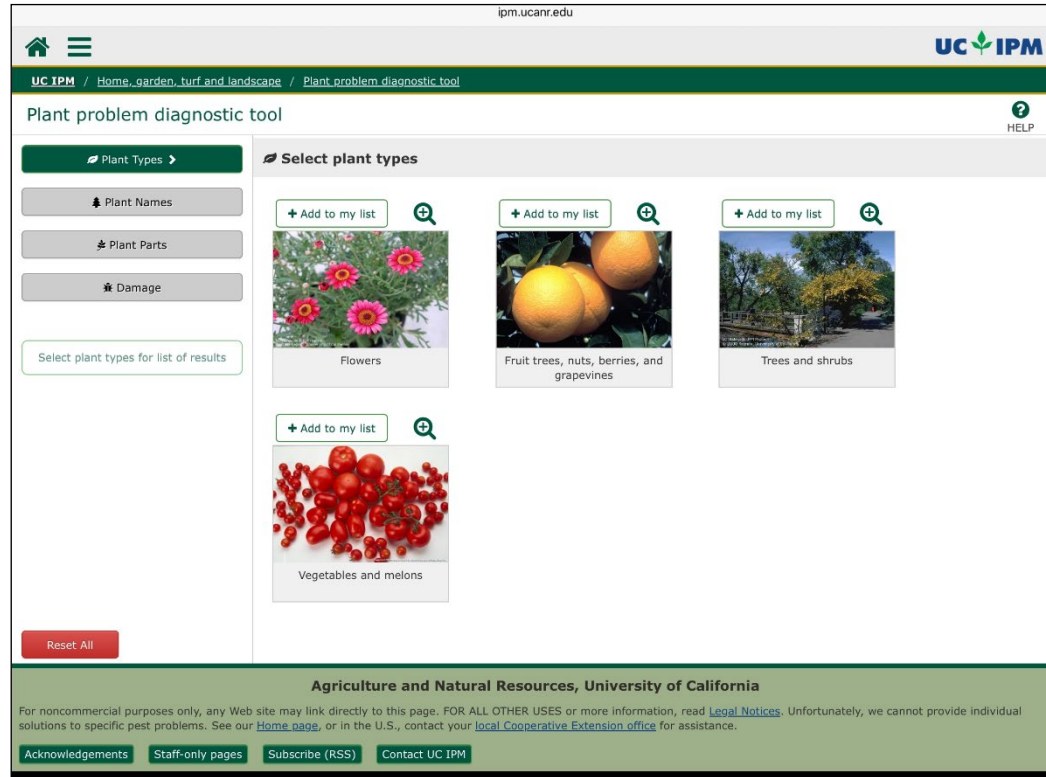 ipm.ucanr.edu
UC IPM
UC IPM / Home, garden, turf and landscape / Plant problem diagnostic tool
Plant problem diagnostic tool
HELP
Plant Types
Plant Names
Plant Parts
Damage
Select plant types for list of results
Reset All
Select plant types
+ Add to my list
Flowers
+ Add to my list
Fruit trees, nuts, berries, and
grapevines
+ Add to my list
Trees and shrubs
+ Add to my list
Vegetables and melons
Agriculture and Natural Resources, University of California
For noncommercial purposes only, any Web site may link directly to this page. FOR ALL OTHER USES or more information, read Legal Notices. Unfortunately, we cannot provide individual
solutions to specific pest problems. See our Home page, or in the U.S., contact your local Cooperative Extension office for assistance.
Acknowledgements
Staff-only pages
Subscribe (RSS)
Contact UC IPM